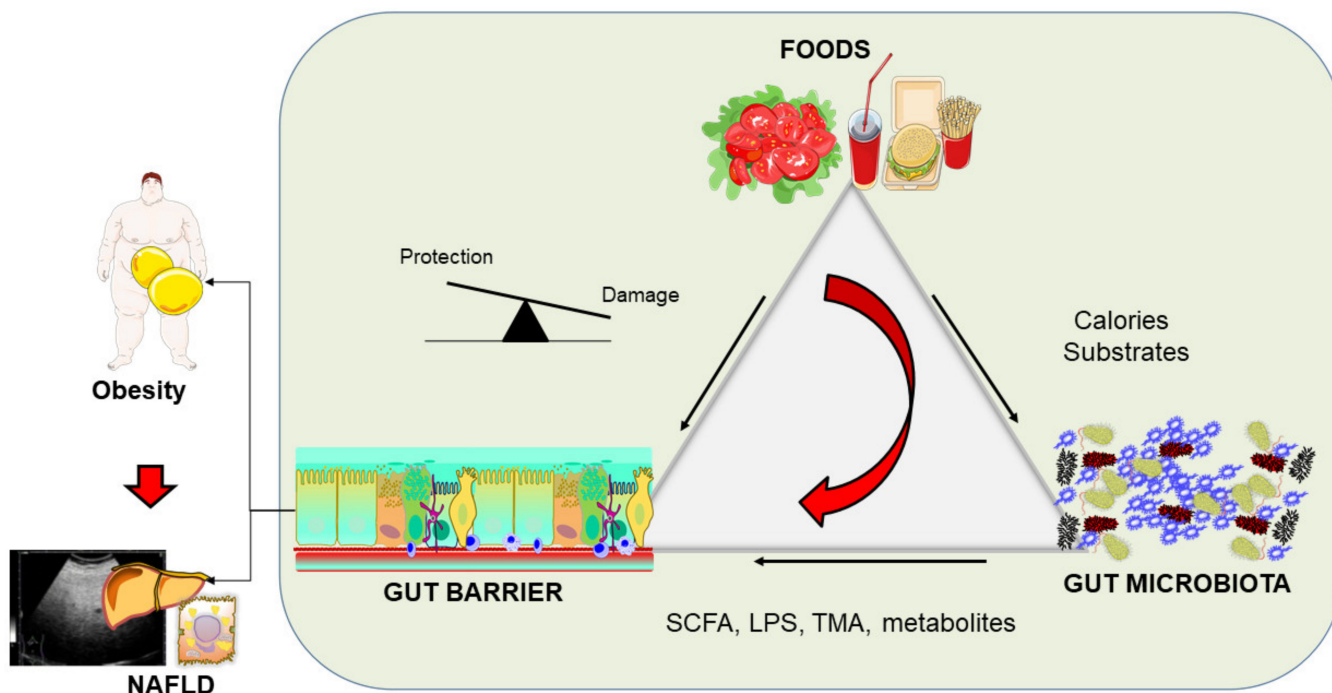 FOODS
Protection
Damage
Calories
Substrates
Obesity
GUT BARRIER
GUT MICROBIOTA
SCFA, LPS, TMA, metabolites
NAFLD